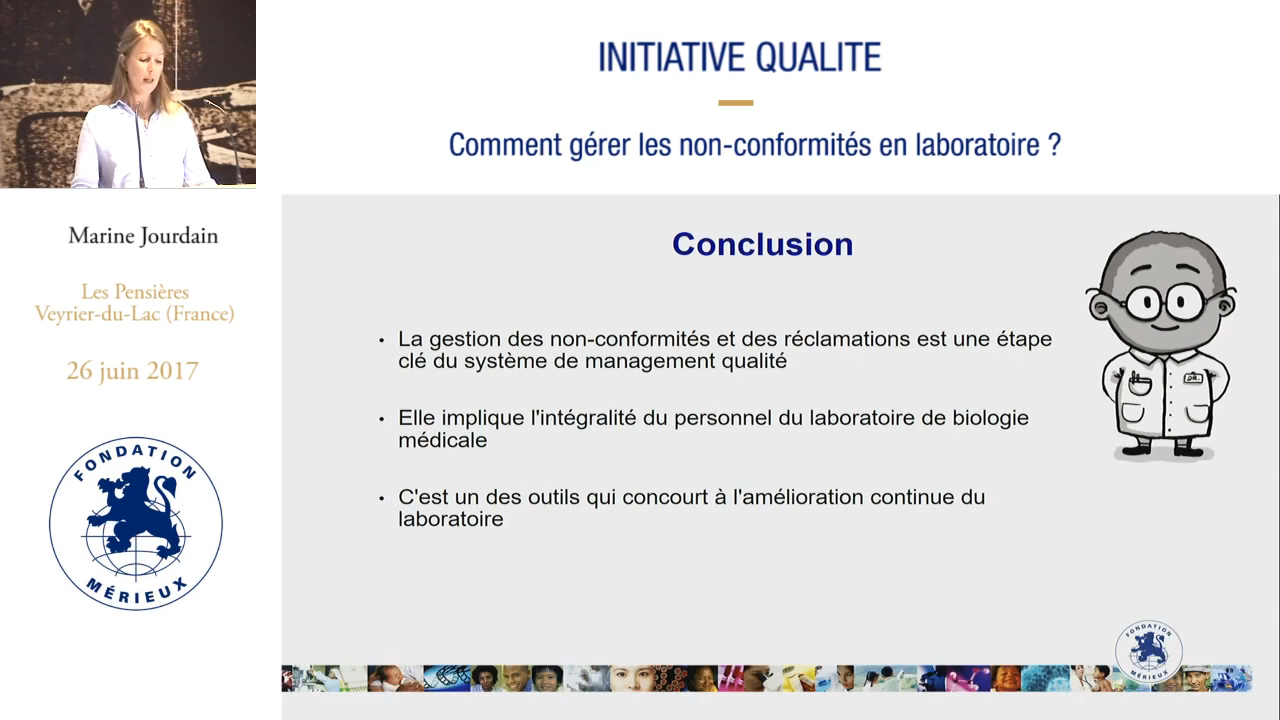 INITIATIVE QUALITE
Comment gérer les non-conformités en laboratoire ?
Marine Jourdain
Les Pensières
Veyrier-du-Lac (France)
26 juin 2017
FONDATION
MÉRIEUX
Conclusion
• La gestion des non-conformités et des réclamations est une étape
clé du système de management qualité
• Elle implique l'intégralité du personnel du laboratoire de biologie
médicale
• C'est un des outils qui concourt à l'amélioration continue du
laboratoire
DR.
FONDATION
MÉRIEUX